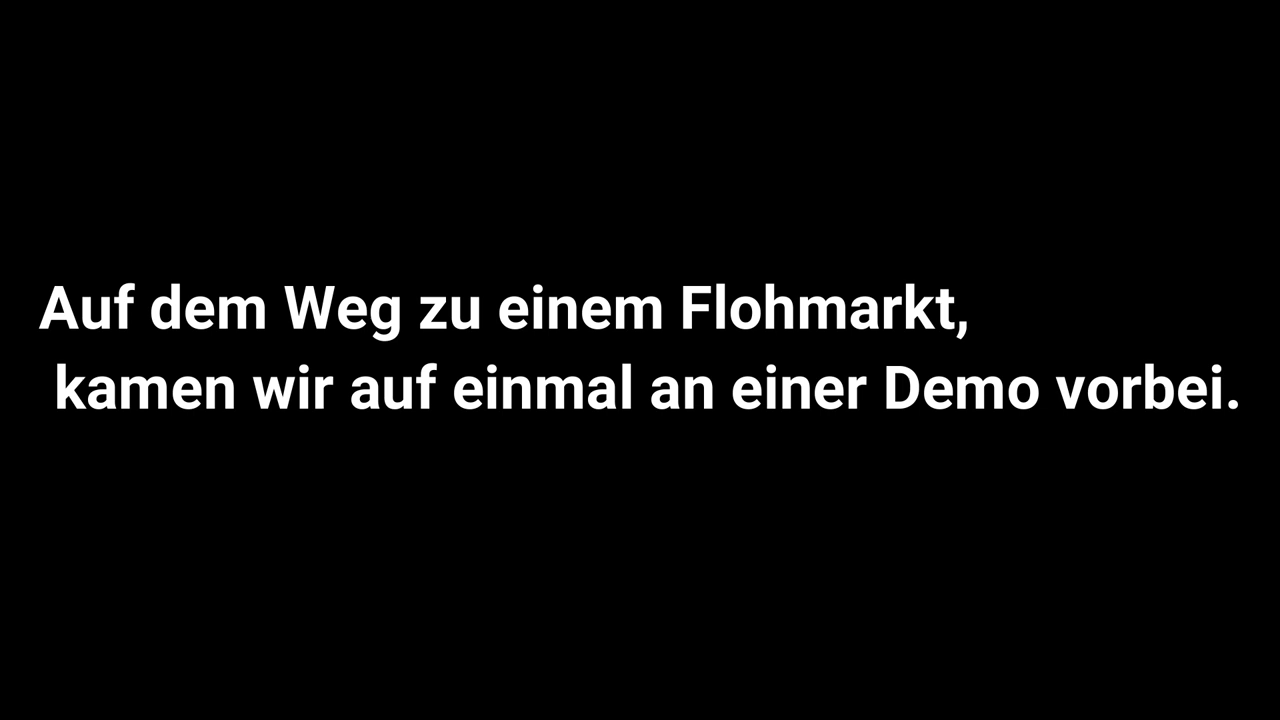 Auf dem Weg zu einem Flohmarkt,
kamen wir auf einmal an einer Demo vorbei.